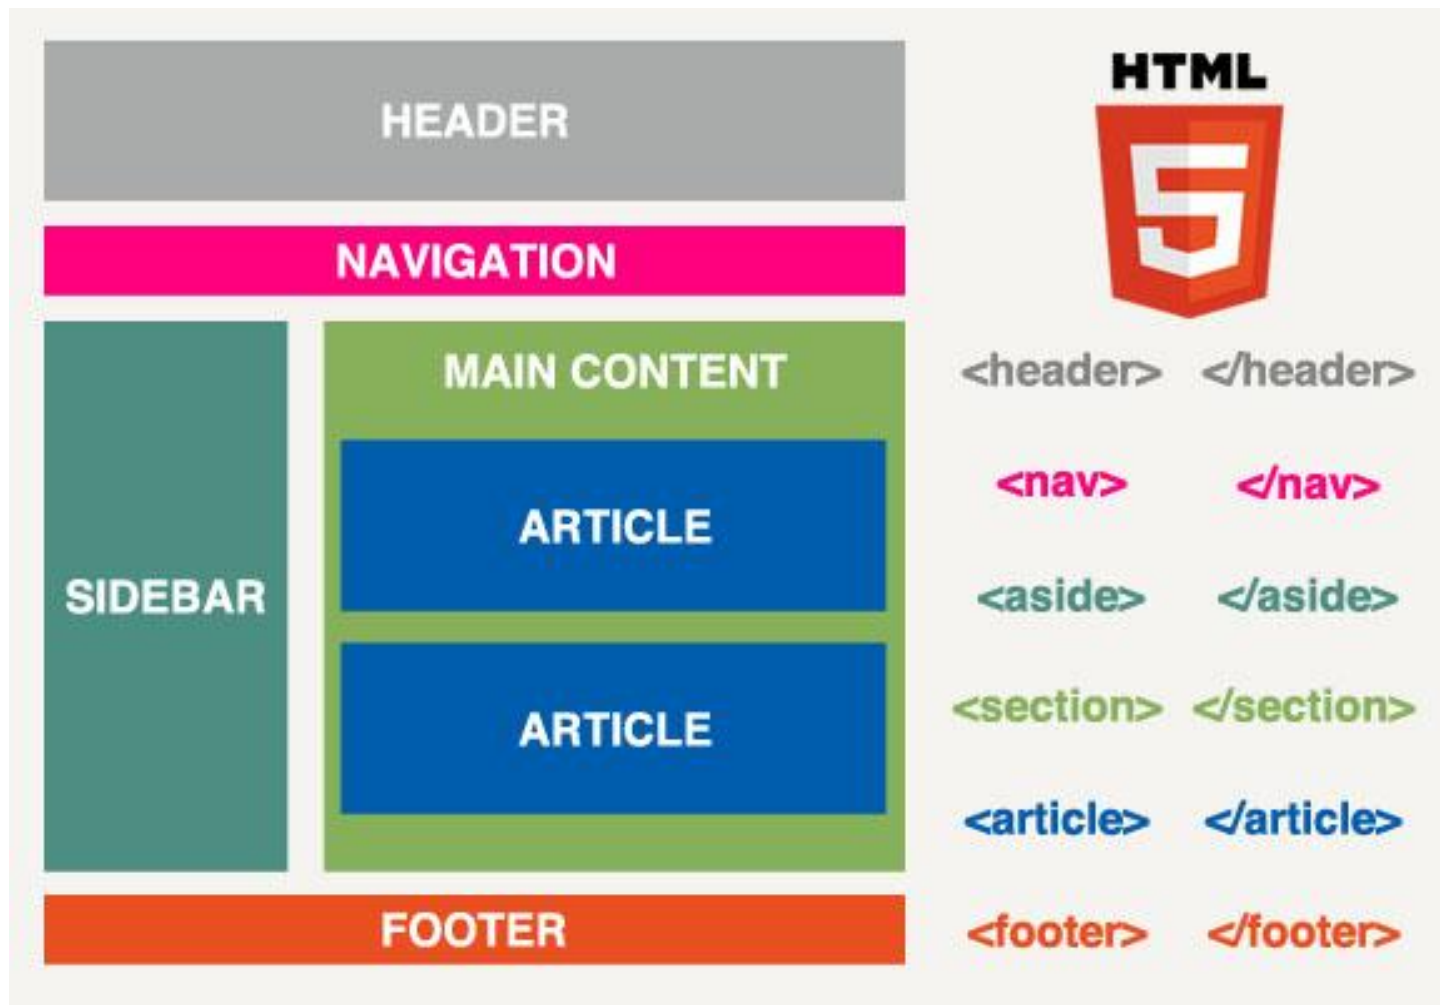 HEADER
NAVIGATION
SIDEBAR
MAIN CONTENT
ARTICLE
ARTICLE
FOOTER
HTML
5
<header> </header>
<nav> </nav>
<aside> </aside>
<section> </section>
<article> </article>
<footer> </footer>